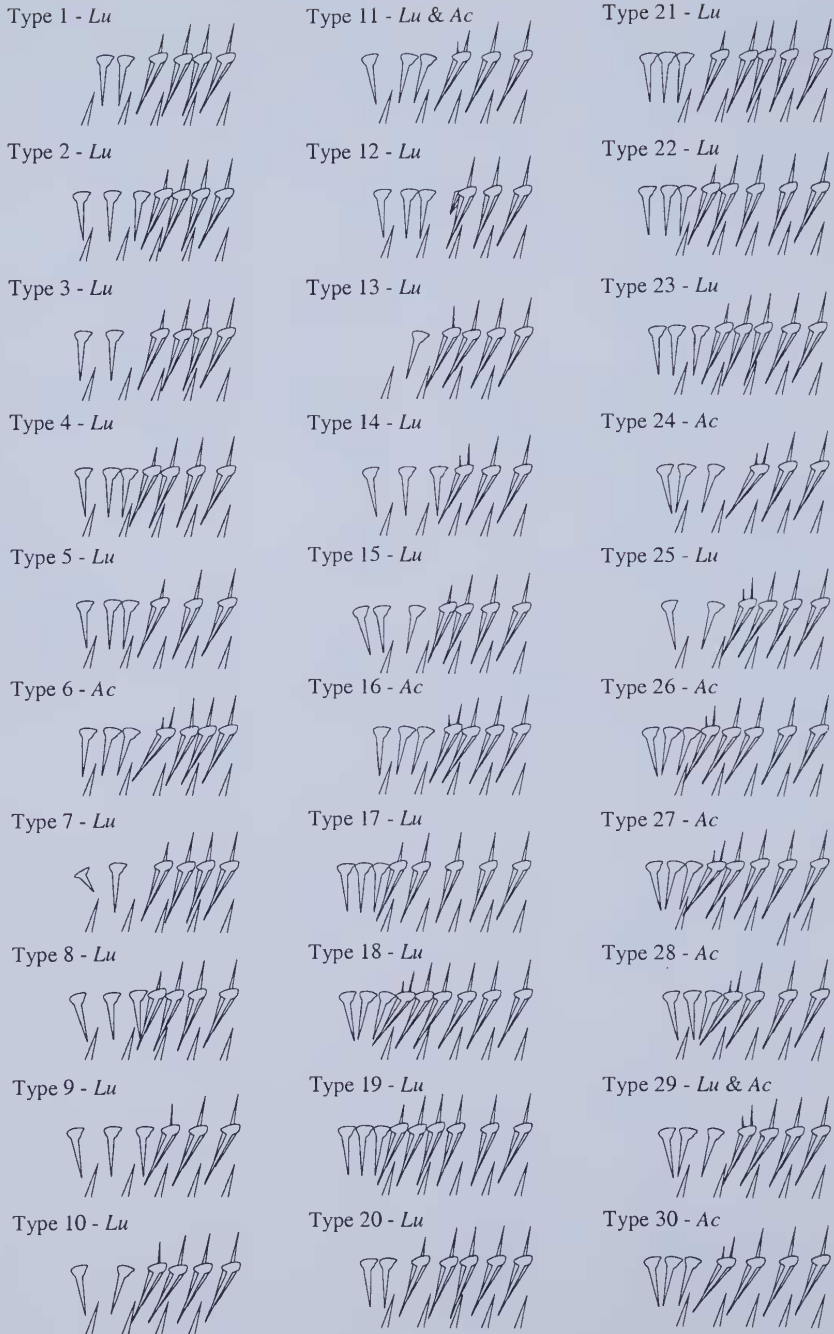 Type 1 - Lu
Type 2 - Lu
Type 3 - Lu
Type 4 - Lu
Type 5 - Lu
Type 6 - Ac
Type 7 - Lu
Type 8 - Lu
Type 9 - Lu
Type 10 - Lu
Type 11 - Lu & Ac
Type 12 - Lu
Type 13 - Lu
Type 14 - Lu
Type 15 - Lu
Type 16 - Ac
Type 17 - Lu
Type 18 - Lu
Type 19 - Lu
Type 20 - Lu
Type 21 - Lu
Type 22 - Lu
Type 23 - Lu
Type 24 - Ac
Type 25 - Lu
Type 26 - Ac
Type 27 - Ac
Type 28 - Ac
Type 29 - Lu & Ac
Type 30 - Ac